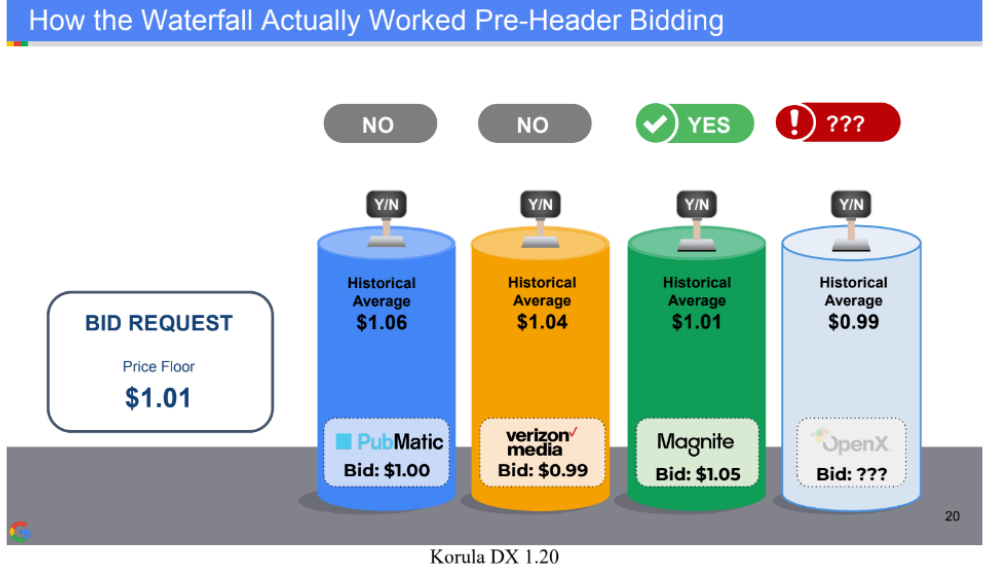 How the Waterfall Actually Worked Pre-Header Bidding
NO
NO
YES
! ???
Y/N
Y/N
Y/N
Y/N
Historical
Average
$1.06
Historical
Average
$1.04
Historical
Average
$1.01
Historical
Average
$0.99
BID REQUEST
Price Floor
$1.01
PubMatic
Bid: $1.00
verizon
media
Bid: $0.99
Magnite
Bid: $1.05
OpenX
Bid: ???
20
G
Korula DX 1.20